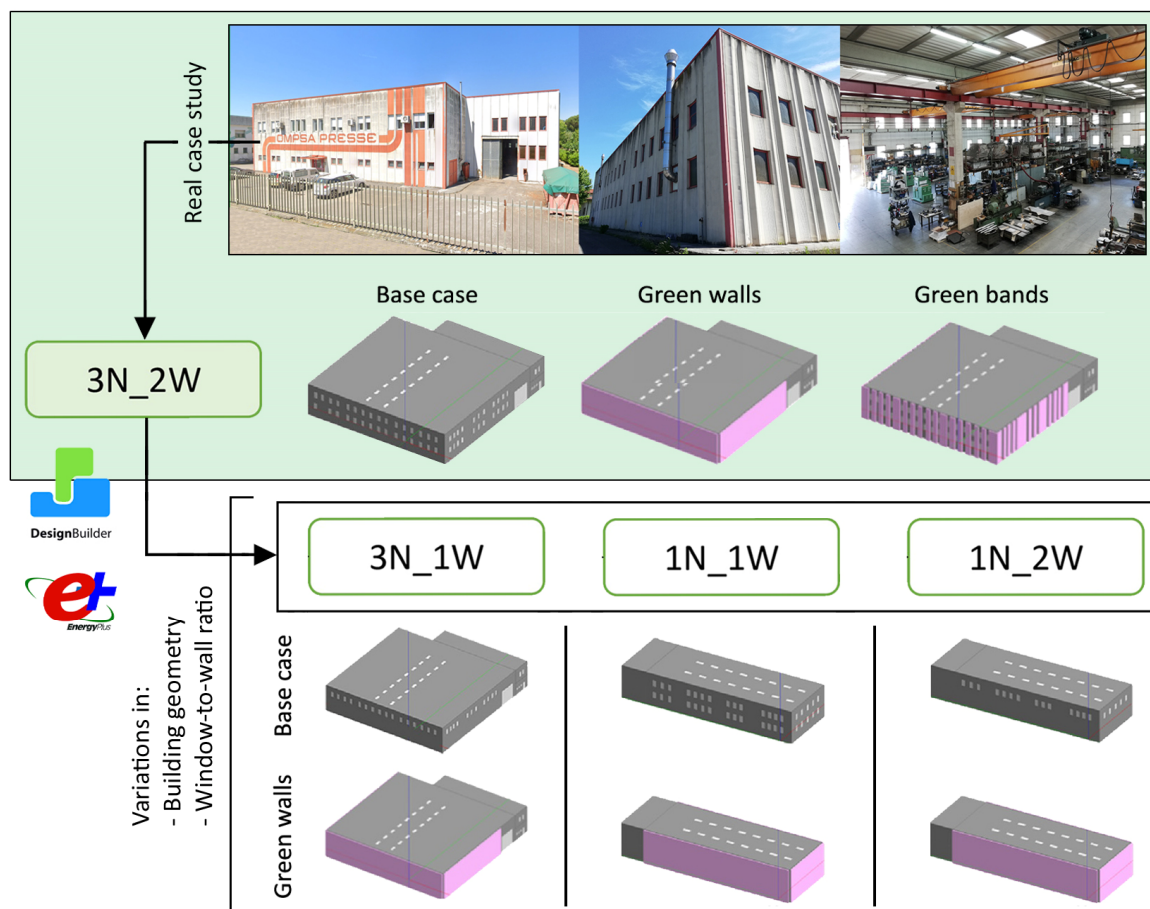 Real case study
OMPSA PRESSE
Base case
Green walls
Green bands
3N_2W
DesignBuilder
e+
EnergyPlus
3N_1W
1N_1W
1N_2W
Variations in:
- Building geometry
- Window-to-wall ratio
Base case
Green walls